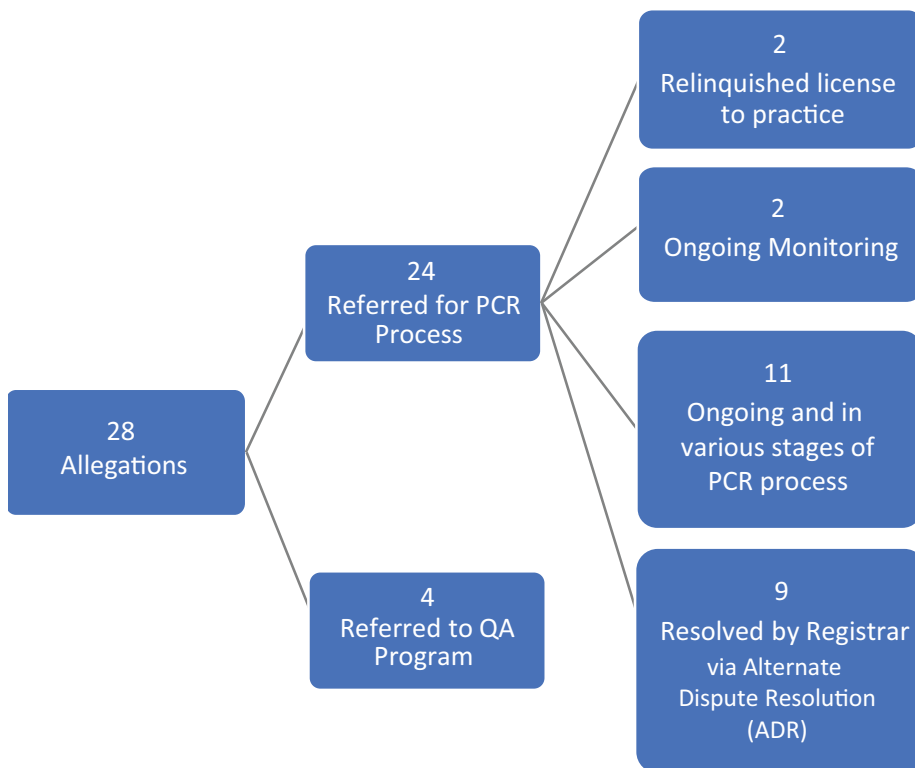 28
Allegations
24
Referred for PCR
Process
4
Referred to QA
Program
2
Relinquished license
to practice
2
Ongoing Monitoring
11
Ongoing and in
various stages of
PCR process
9
Resolved by Registrar
via Alternate
Dispute Resolution
(ADR)